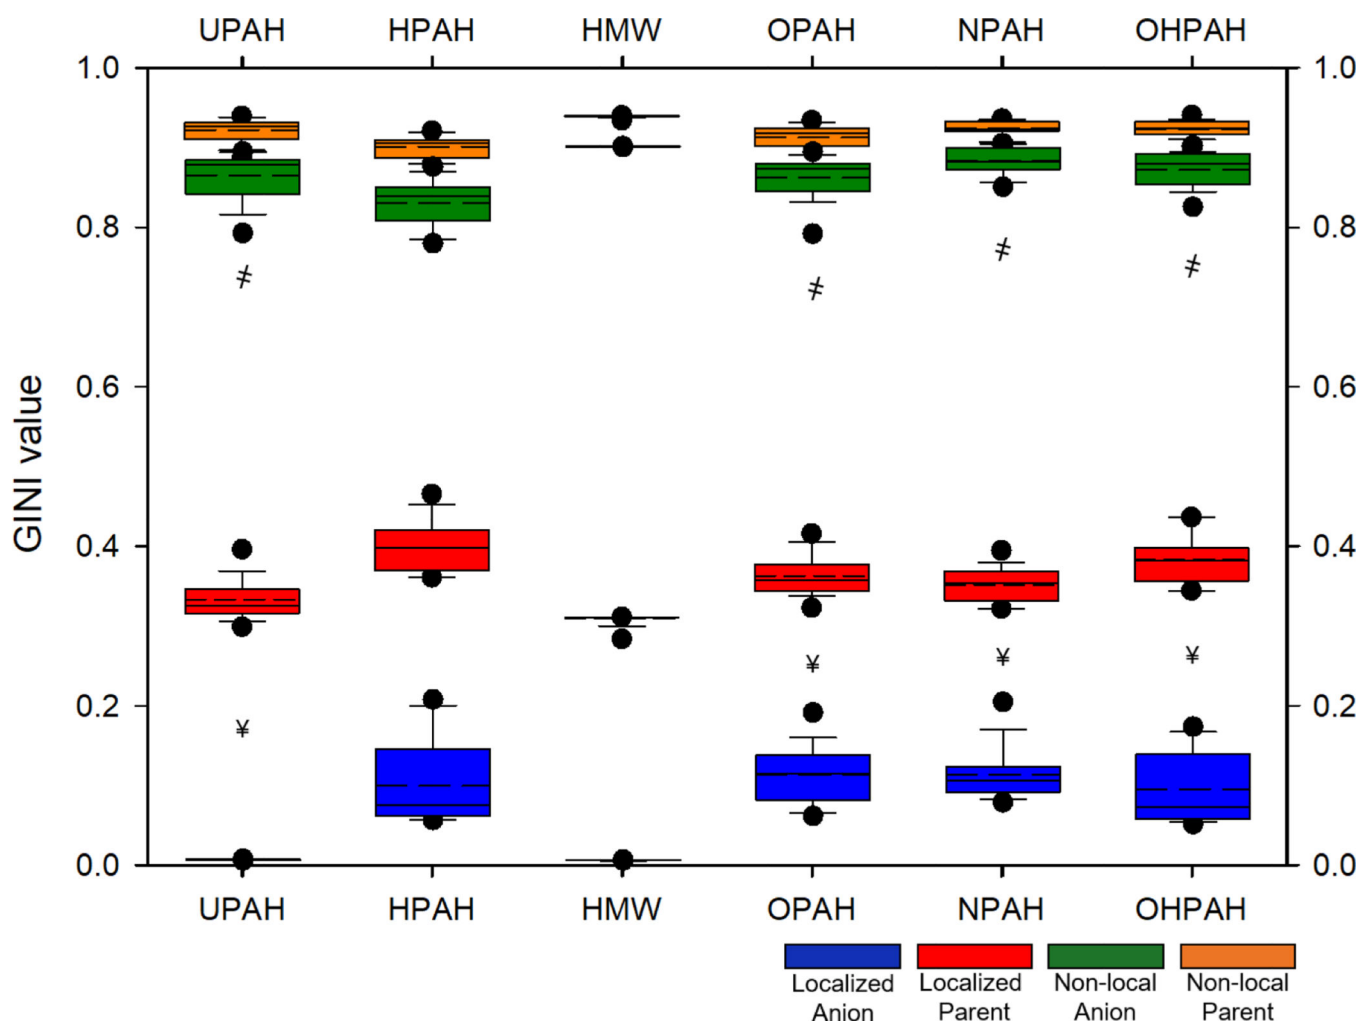 UPAH HPAH HMW OPAH NPAH OHPAH
1.0 1.0
0.8 0.8
≠ ≠ ≠ ≠
0.6 0.6
GINI value
0.4 0.4
¥ ¥ ¥
0.2 0.2
¥
0.0 0.0
UPAH HPAH HMW OPAH NPAH OHPAH
Localized Localized Non-local Non-local
Anion Parent Anion Parent